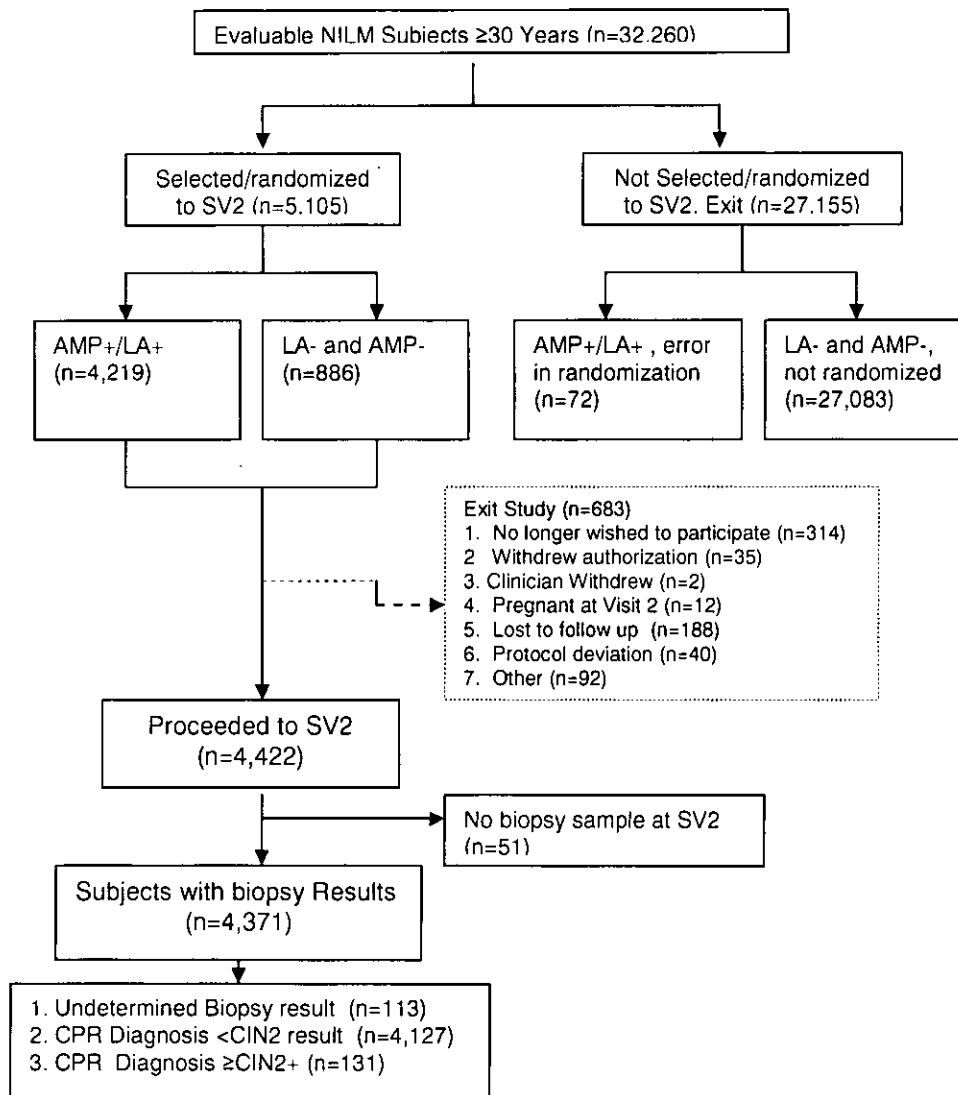 Evaluable NILM Subjects ≥30 Years (n=32.260)
Selected/randomized
to SV2 (n=5.105)
Not Selected/randomized
to SV2. Exit (n=27.155)
AMP+/LA+
(n=4,219)
LA- and AMP-
(n=886)
AMP+/LA+ , error
in randomization
(n=72)
LA- and AMP-,
not randomized
(n=27,083)
Exit Study (n=683)
1. No longer wished to participate (n=314)
2 Withdrew authorization (n=35)
3. Clinician Withdrew (n=2)
4. Pregnant at Visit 2 (n=12)
5. Lost to follow up (n=188)
6. Protocol deviation (n=40)
7. Other (n=92)
Proceeded to SV2
(n=4,422)
No biopsy sample at SV2
(n=51)
Subjects with biopsy Results
(n=4,371)
1. Undetermined Biopsy result (n=113)
2. CPR Diagnosis <CIN2 result (n=4,127)
3. CPR Diagnosis ≥CIN2+ (n=131)